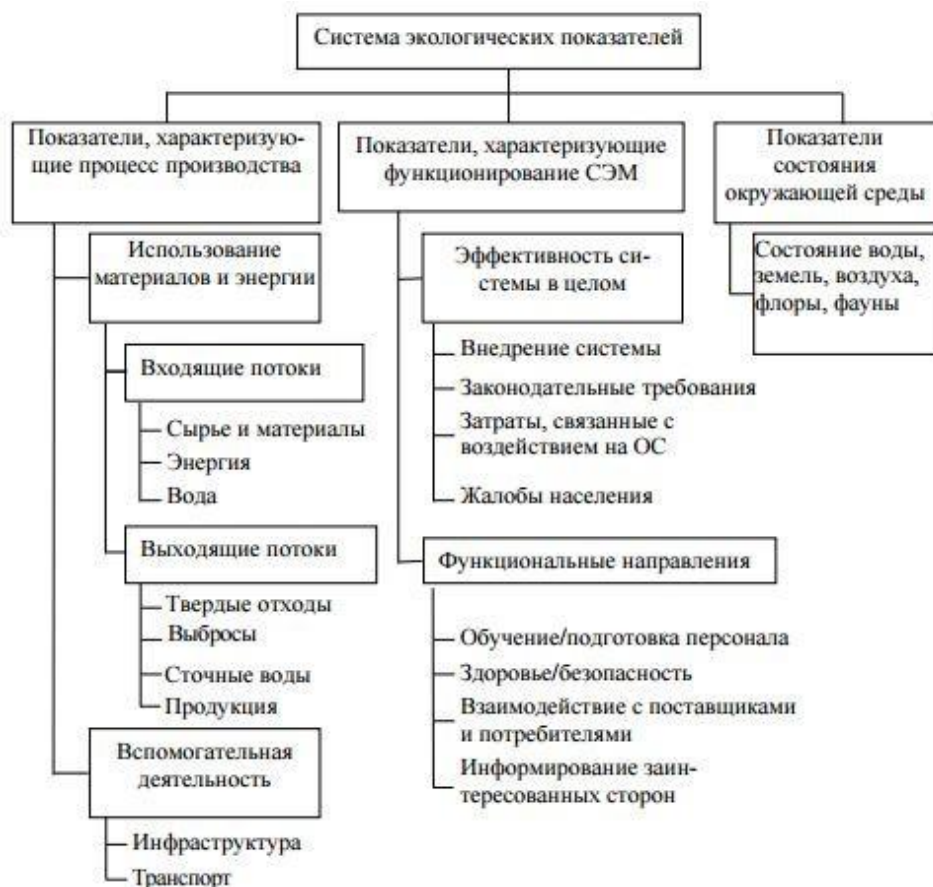 Система экологических показателей
Показатели, характеризую-
щие процесс производства
Использование
материалов и энергии
Входящие потоки
Сырье и материалы
Энергия
Вода
Выходящие потоки
Твердые отходы
Выбросы
Сточные воды
Продукция
Вспомогательная
деятельность
Инфраструктура
Транспорт
Показатели, характеризующие
функционирование СЭМ
Эффективность си-
стемы в целом
Внедрение системы
Законодательные требования
Затраты, связанные с
воздействием на ОС
Жалобы населения
Функциональные направления
Обучение/подготовка персонала
Здоровье/безопасность
Взаимодействие с поставщиками
и потребителями
Информирование заин-
тересованных сторон
Показатели
состояния
окружающей среды
Состояние воды,
земель, воздуха,
флоры, фауны